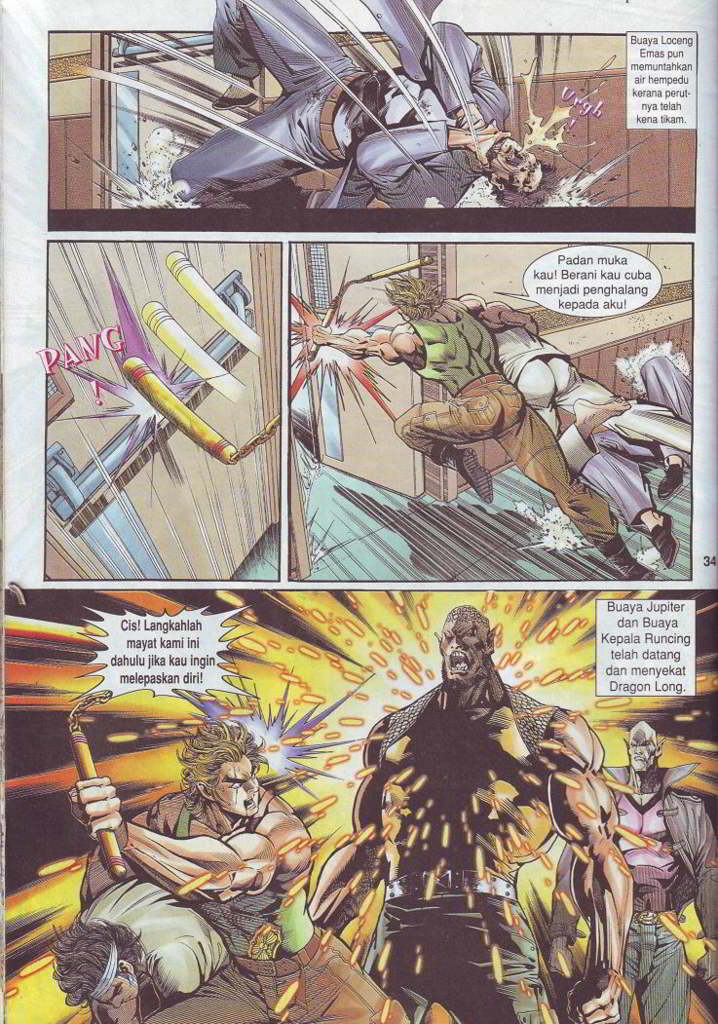 Buaya Loceng
Emas pun
memuntahkan
air hempedu
kerana perut-
nya telah
kena tikam.
Urgh
!
PANG
!
Padan muka
kau! Berani kau cuba
menjadi penghalang
kepada aku!
34
Cis! Langkahlah
mayat kami ini
dahulu jika kau ingin
melepaskan diri!
Buaya Jupiter
dan Buaya
Kepala Runcing
telah datang
dan menyekat
Dragon Long.